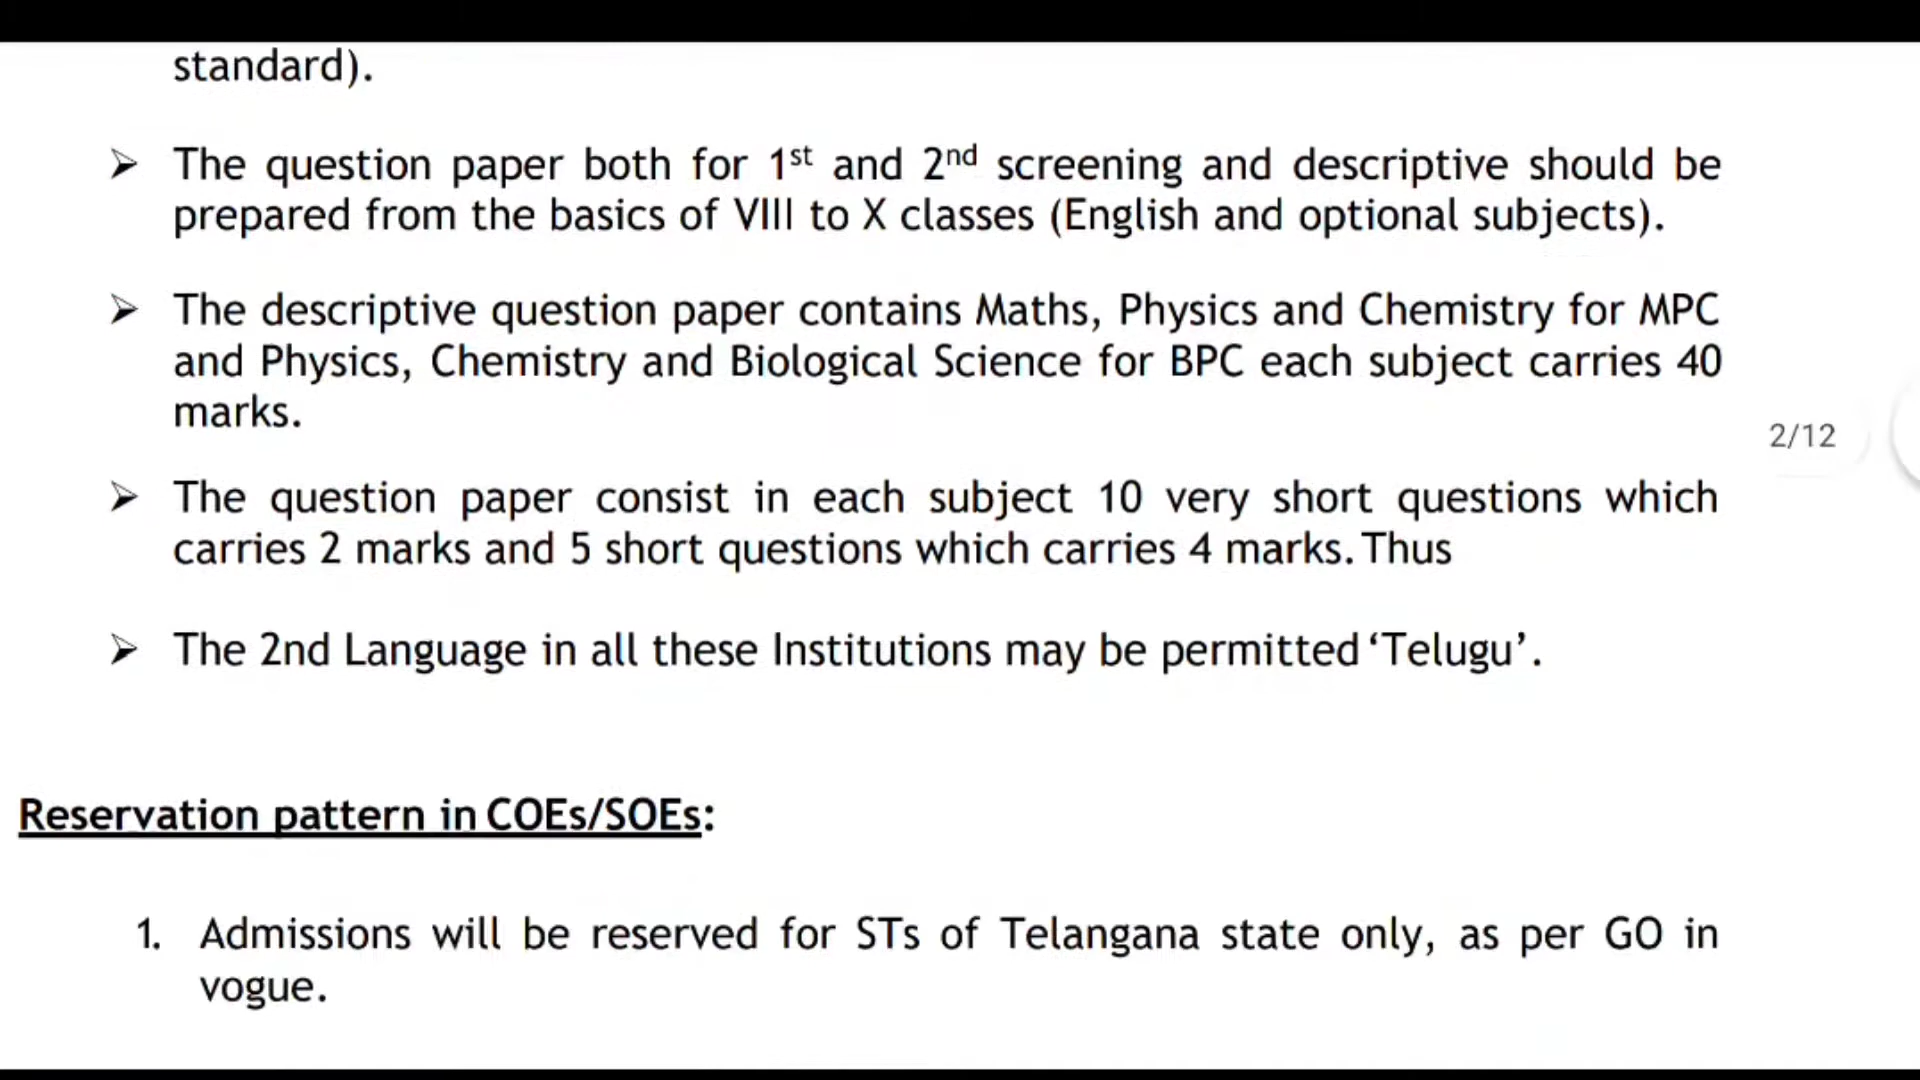 standard).
➢ The question paper both for 1st and 2nd screening and descriptive should be
prepared from the basics of VIII to X classes (English and optional subjects).
➢ The descriptive question paper contains Maths, Physics and Chemistry for MPC
and Physics, Chemistry and Biological Science for BPC each subject carries 40
marks.
2/12
➢ The question paper consist in each subject 10 very short questions which
carries 2 marks and 5 short questions which carries 4 marks. Thus
➢ The 2nd Language in all these Institutions may be permitted ‘Telugu’.
Reservation pattern in COEs/SOEs:
1. Admissions will be reserved for STs of Telangana state only, as per GO in
vogue.